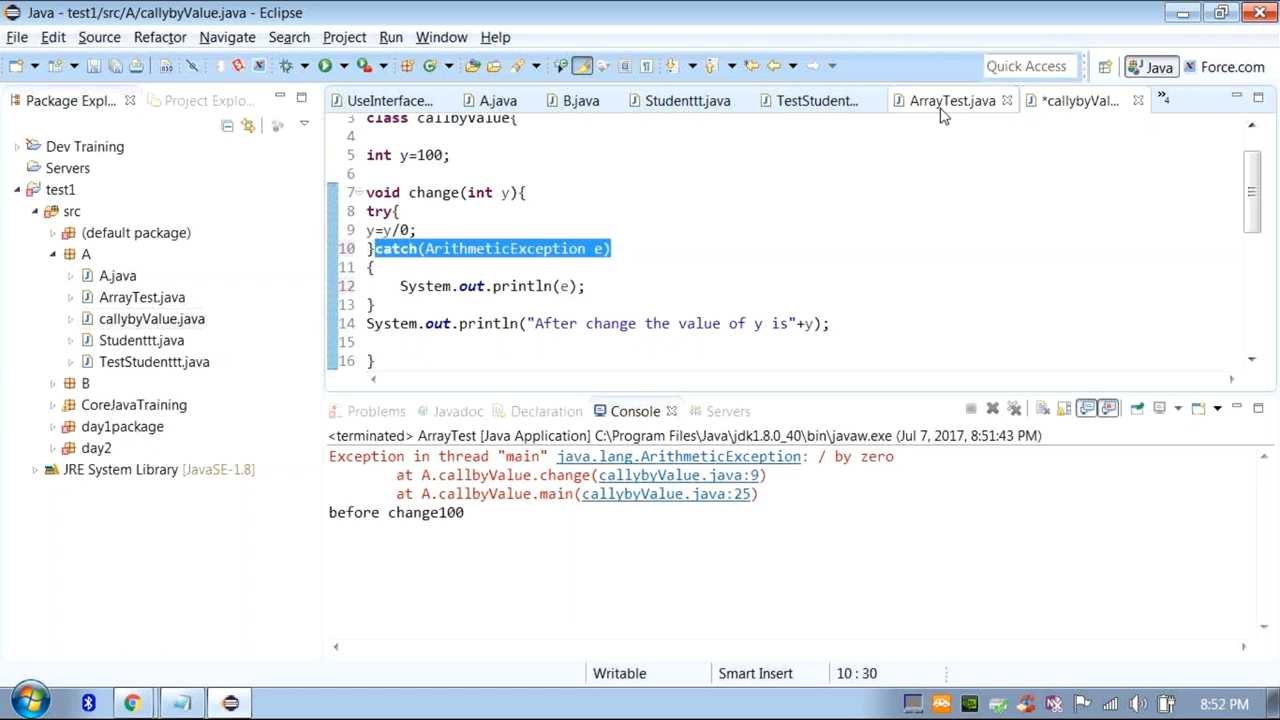 Java - test1/src/A/callybyValue.java - Eclipse
File Edit Source Refactor Navigate Search Project Run Window Help
Quick Access Java Force.com
Package Expl... Project Explo...
UseInterface... A.java B.java Studenttt.java TestStudent... ArrayTest.java *callybyVal... »4
Dev Training
Servers
test1
src
(default package)
A
A.java
ArrayTest.java
callybyValue.java
Studenttt.java
TestStudenttt.java
B
CoreJavaTraining
day1package
day2
JRE System Library [JavaSE-1.8]
3 class callbyValue{
4
5 int y=100;
6
7 void change(int y){
8 try{
9 y=y/0;
10 }catch(ArithmeticException e)
11 {
12 System.out.println(e);
13 }
14 System.out.println("After change the value of y is"+y);
15
16 }
Problems Javadoc Declaration Console Servers
<terminated> ArrayTest [Java Application] C:\Program Files\Java\jdk1.8.0_40\bin\javaw.exe (Jul 7, 2017, 8:51:43 PM)
Exception in thread "main" java.lang.ArithmeticException: / by zero
at A.callbyValue.change(callybyValue.java:9)
at A.callbyValue.main(callybyValue.java:25)
before change100
Writable Smart Insert 10 : 30
8:52 PM